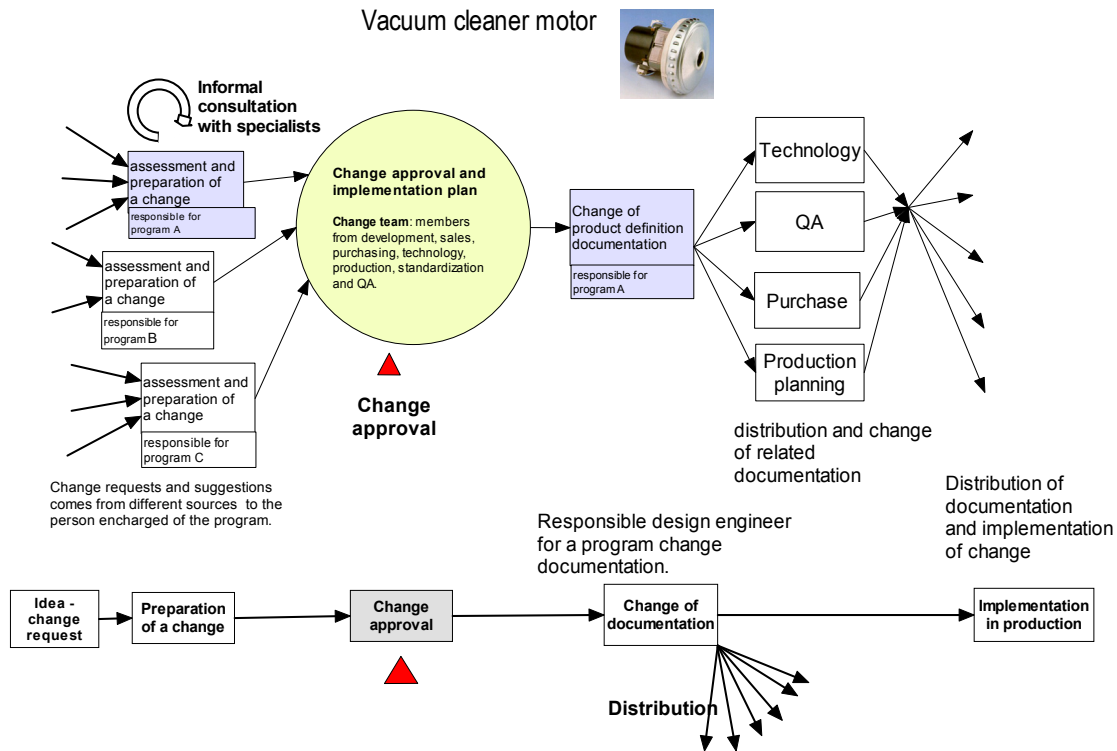 Vacuum cleaner motor
Informal
consultation
with specialists
assessment and
preparation of
a change
responsible for
program A
assessment and
preparation of
a change
responsible for
program B
assessment and
preparation of
a change
responsible for
program C
Change requests and suggestions
comes from different sources to the
person encharged of the program.
Change approval and
implementation plan
Change team: members
from development, sales,
purchasing, technology,
production, standardization
and QA.
Change
approval
Change of
product definition
documentation
responsible for
program A
Technology
QA
Purchase
Production
planning
distribution and change
of related
documentation
Distribution of
documentation
and implementation
of change
Responsible design engineer
for a program change
documentation.
Idea -
change
request
Preparation
of a change
Change
approval
Change of
documentation
Implementation
in production
Distribution